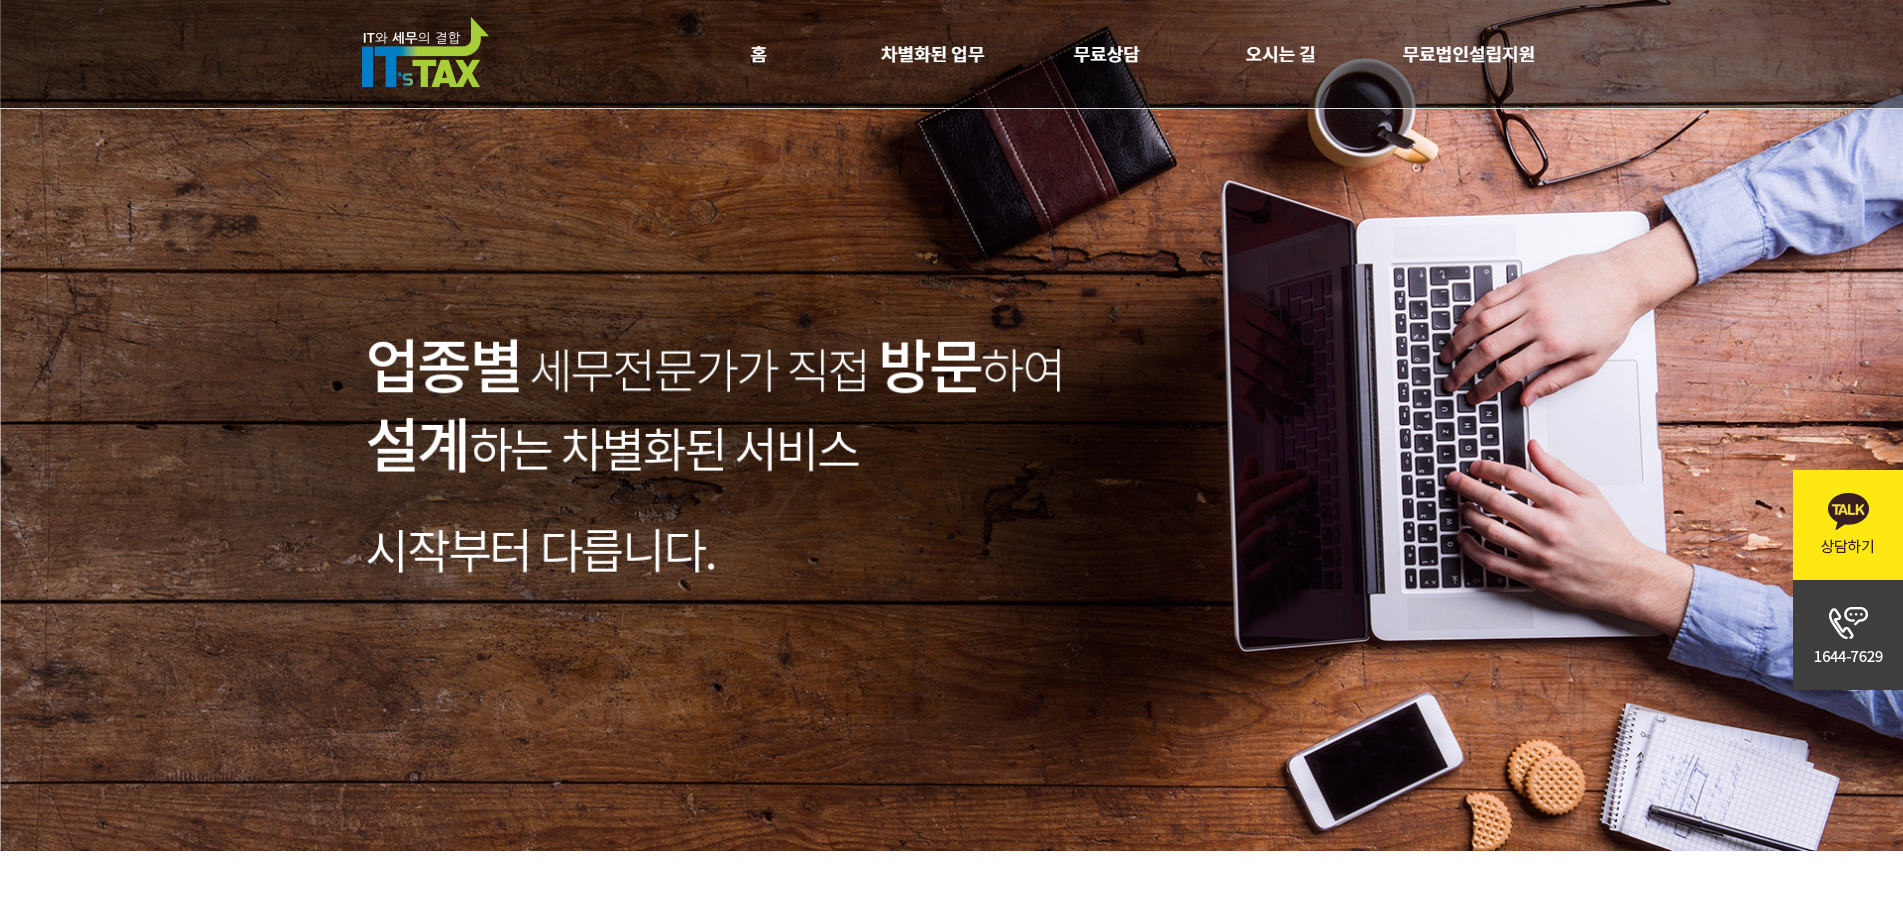 IT와 세무의 결합
IT's TAX
홈
차별화된 업무
무료상담
오시는 길
무료법인설립지원
업종별 세무전문가가 직접 방문하여
설계하는 차별화된 서비스
시작부터 다릅니다.
TALK
상담하기
1644-7629